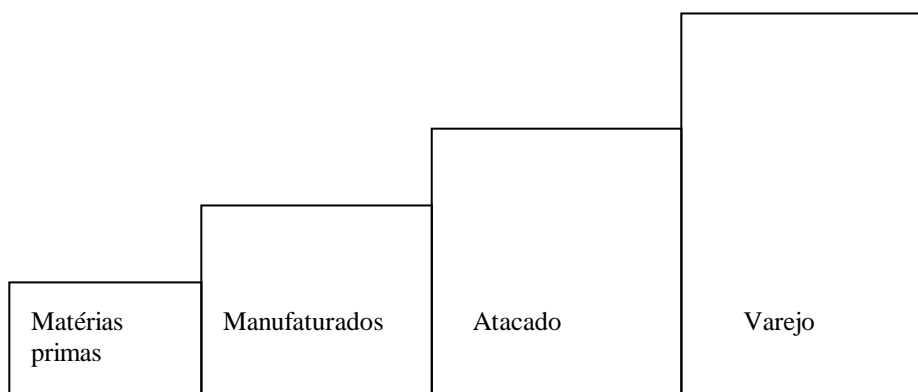 Matérias
primas
Manufaturados
Atacado
Varejo